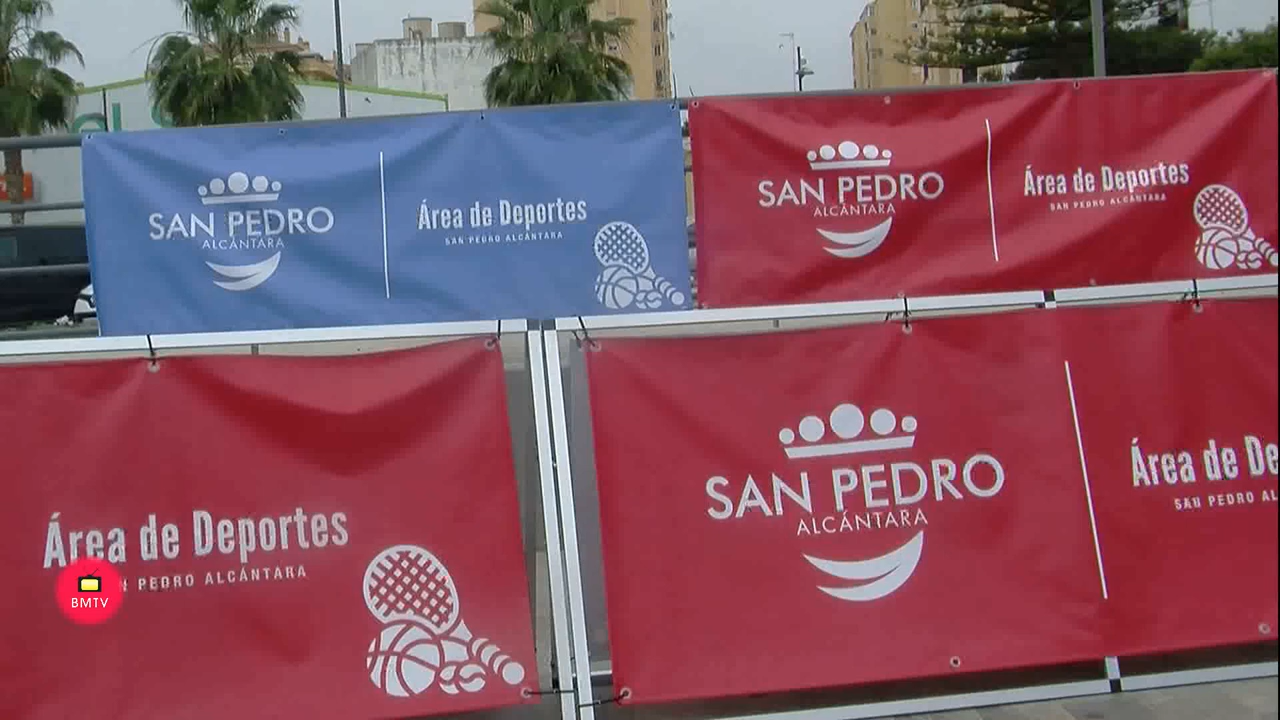 SAN PEDRO
ALCÁNTARA
Área de Deportes
SAN PEDRO ALCÁNTARA
SAN PEDRO
ALCÁNTARA
Área de Deportes
SAN PEDRO ALCÁNTARA
Área de Deportes
PEDRO ALCÁNTARA
SAN PEDRO
ALCÁNTARA
Área de De
SAN PEDRO AL
BMTV